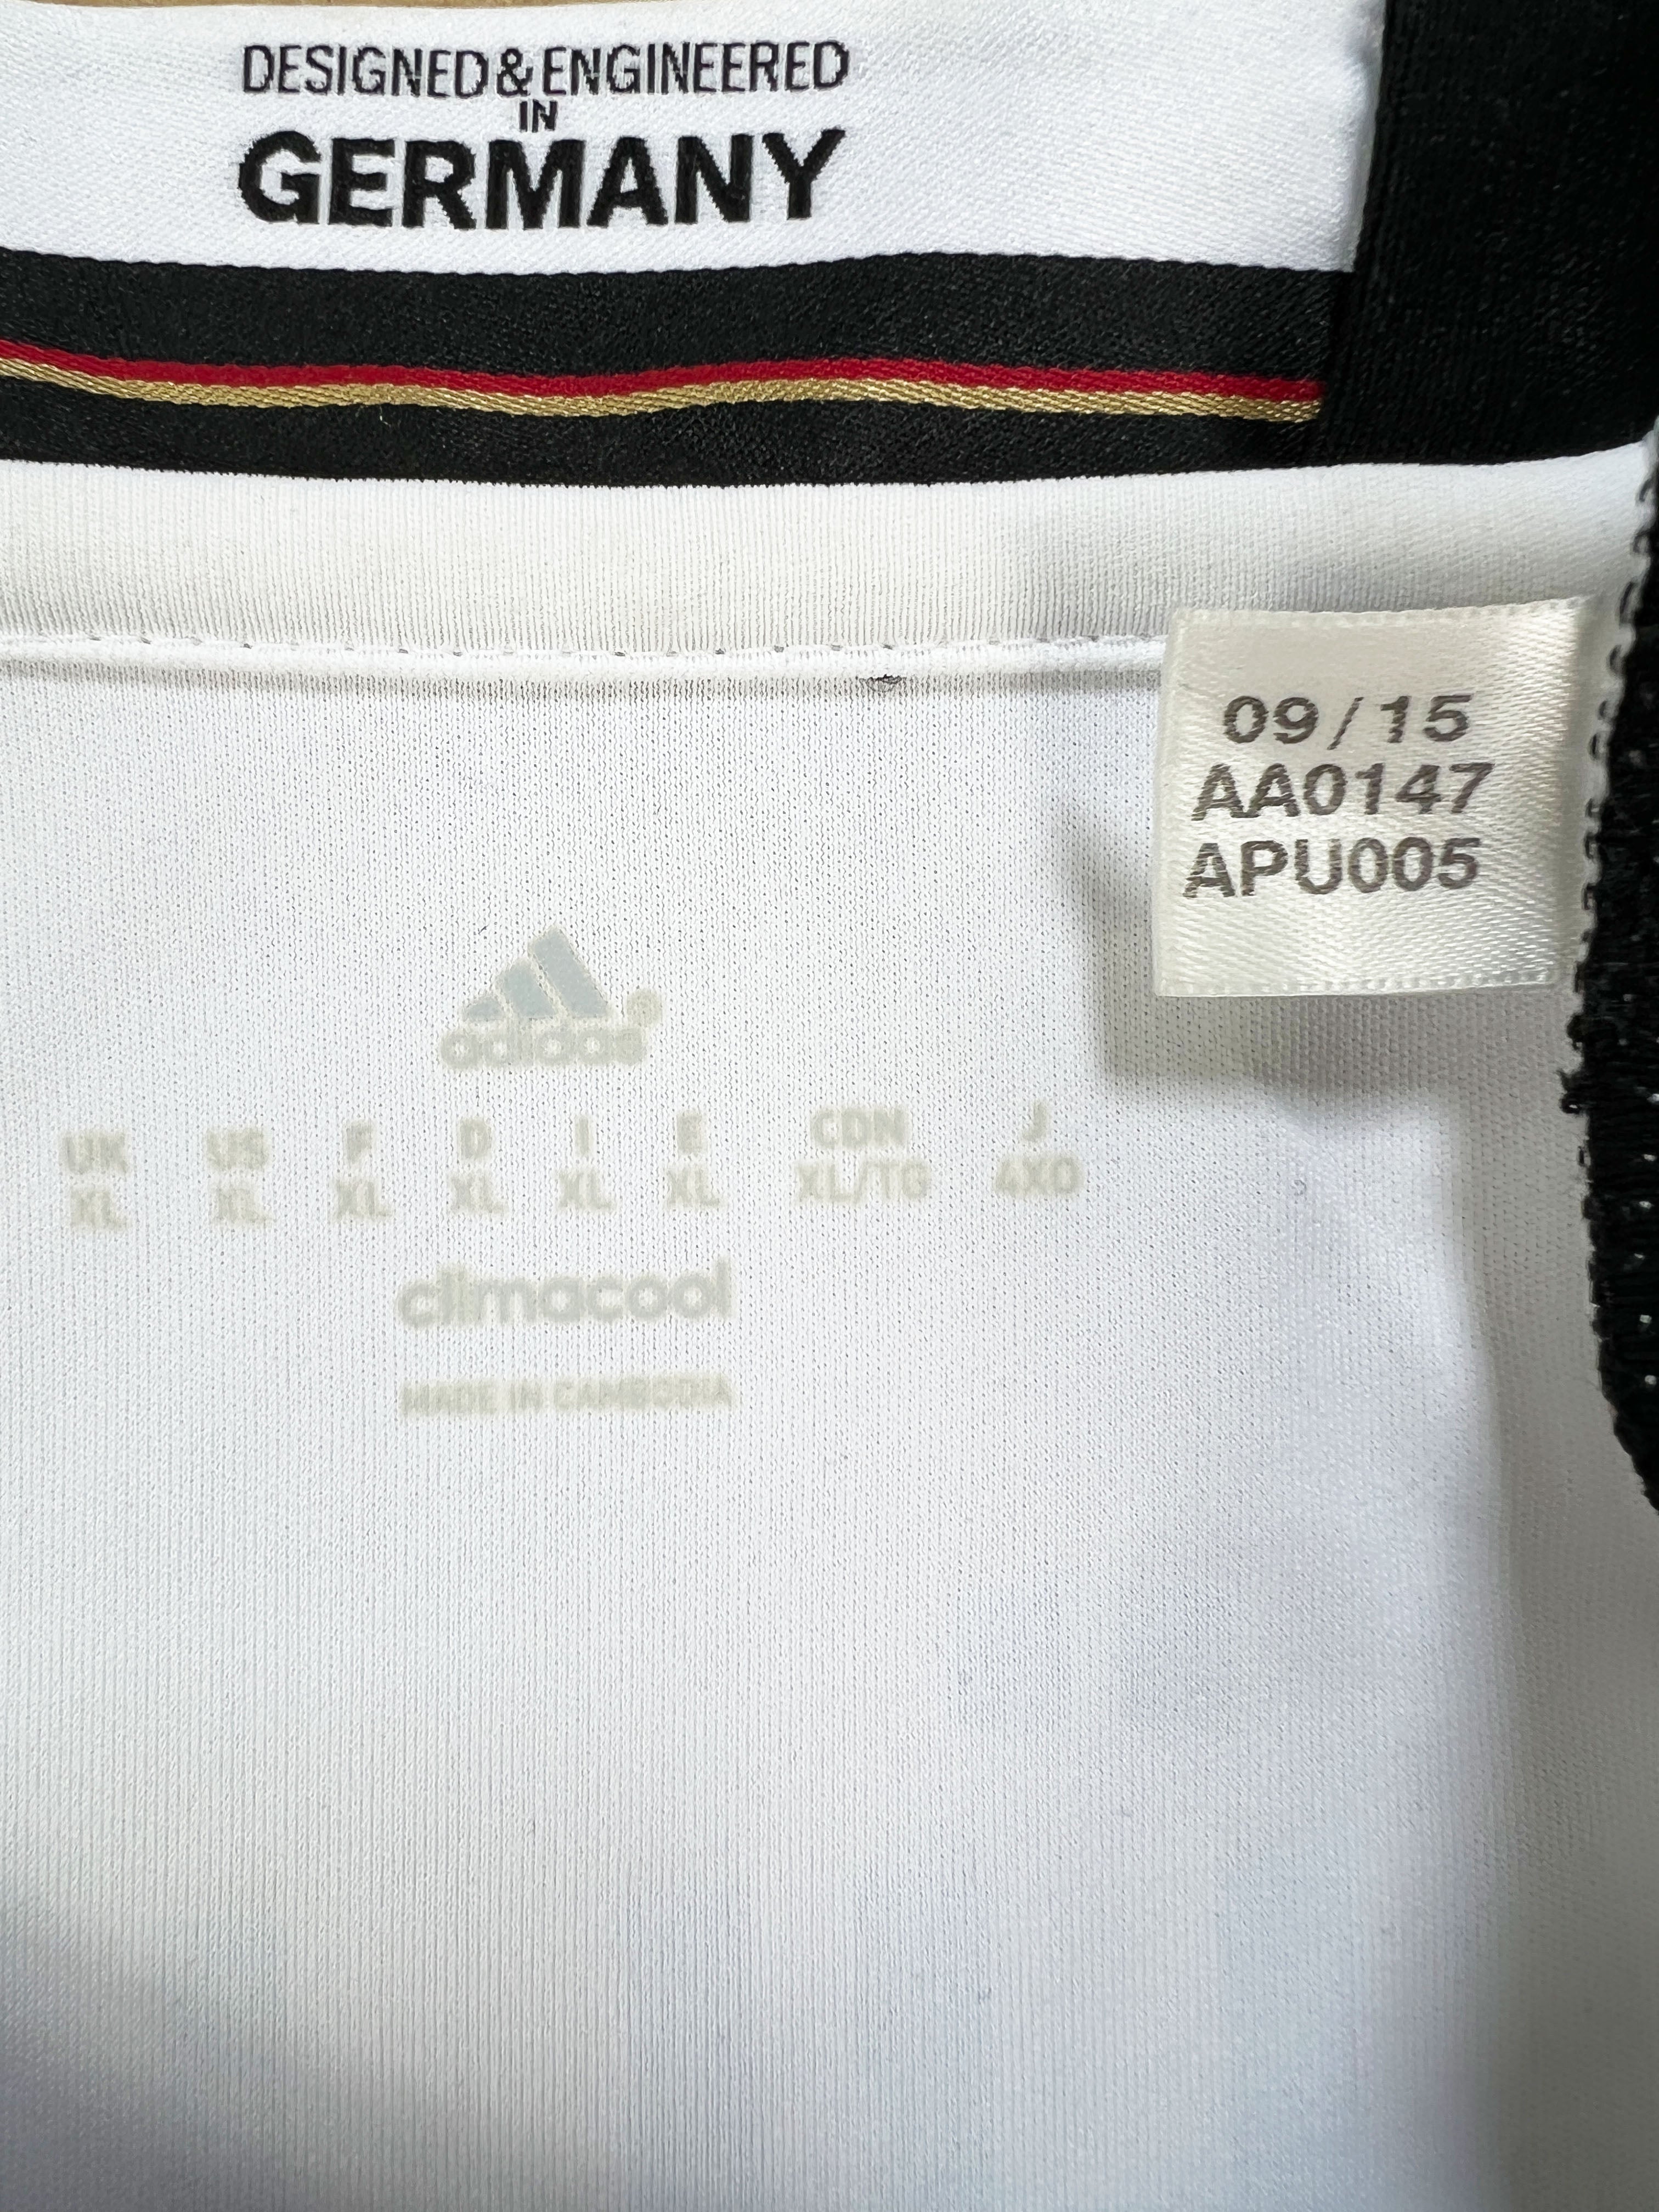 DESIGNED & ENGINEERED
IN
GERMANY
09/15
AA0147
APU005
adidas®
UK US F D I E CDN J
XL XL XL XL XL XL XL/TG 4XO
climacool
MADE IN CAMBODIA